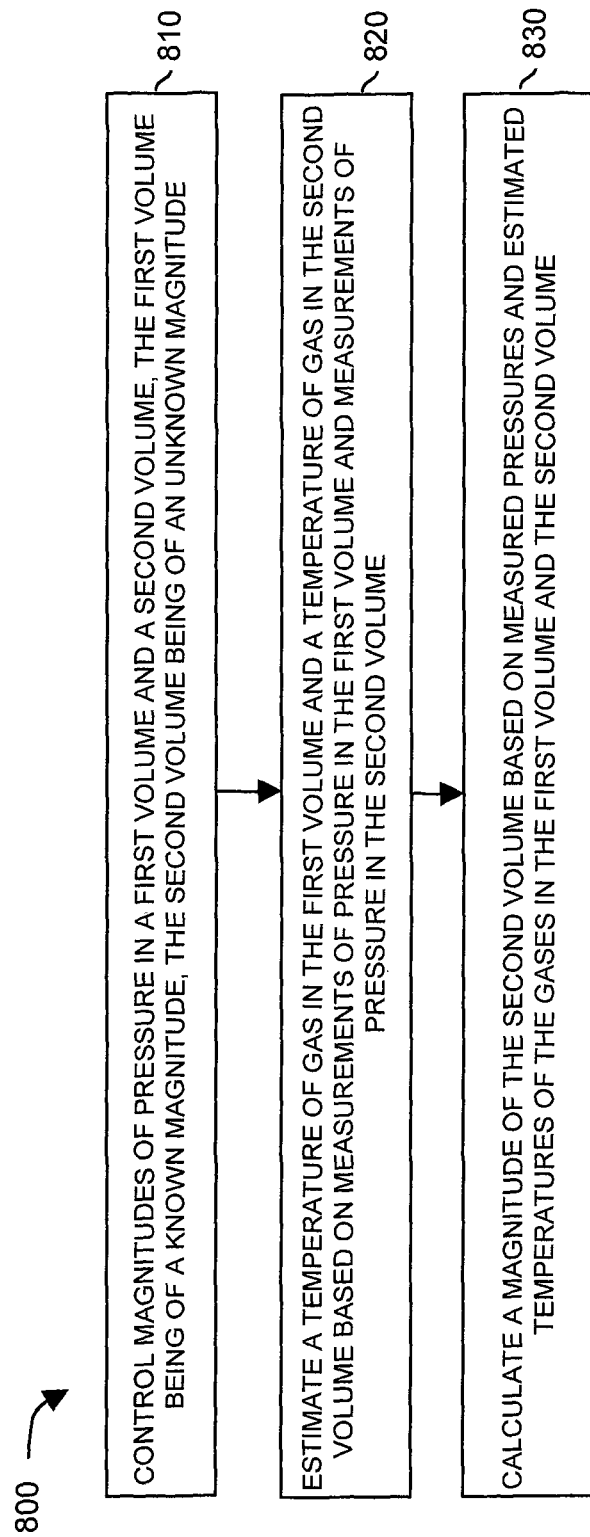 800
CONTROL MAGNITUDES OF PRESSURE IN A FIRST VOLUME AND A SECOND VOLUME, THE FIRST VOLUME
BEING OF A KNOWN MAGNITUDE, THE SECOND VOLUME BEING OF AN UNKNOWN MAGNITUDE
810
ESTIMATE A TEMPERATURE OF GAS IN THE FIRST VOLUME AND A TEMPERATURE OF GAS IN THE SECOND
VOLUME BASED ON MEASUREMENTS OF PRESSURE IN THE FIRST VOLUME AND MEASUREMENTS OF
PRESSURE IN THE SECOND VOLUME
820
CALCULATE A MAGNITUDE OF THE SECOND VOLUME BASED ON MEASURED PRESSURES AND ESTIMATED
TEMPERATURES OF THE GASES IN THE FIRST VOLUME AND THE SECOND VOLUME
830